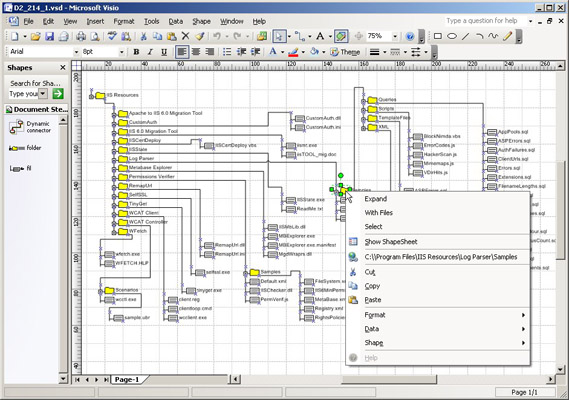 D2_214_1.vsd - Microsoft Visio
File Edit View Insert Format Tools Data Shape Window Help
Type a question for help
75%
Arial 8pt. Theme
Shapes
Search for Sha...
Type your
Document Ste...
Dynamic connector
folder
fil
IIS Resources
Apache to IIS 6.0 Migration Tool
CustomAuth
IIS 6.0 Migration Tool
IISCertDeploy
IISState
Log Parser
Metabase Explorer
Permissions Verifier
RemapUrl
SelfSSL
TinyGet
WCAT Client
WCAT Controller
WFetch
wfetch.exe
WFETCH.HLP
Scenarios
wcctl.exe
sample.ubr
CustomAuth.dll
CustomAuth.ini
IISCertDeploy.vbs
iismt.exe
isTOOL_mig.doc
IISState.exe
ReadMe.txt
IISMbLib.dll
MBExplorer.exe
MBExplorer.exe.manifest
MgdWraps.dll
RemapUrl.dll
RemapUrl.ini
selfssl.exe
tinyget.exe
client.reg
clientloop.cmd
wcclient.exe
Samples
Default.xml
IISChecker.dll
PermVerif.js
FileSystem.xml
MetaBase.xml
Registry.xml
RightsPolicies
Queries
Scripts
TemplateFiles
XML
BlockNimda.vbs
ErrorCodes.js
HackerScan.js
Minemaps.js
VDirHits.js
AppPools.sql
ASPErrors.sql
AuthFailures.sql
ClientUrls.sql
Errors.sql
Extensions.sql
FilenameLengths.sql
Expand
With Files
Select
Show ShapeSheet
C:\\Program Files\IIS Resources\Log Parser\Samples
Cut
Copy
Paste
Format
Data
Shape
Help
Page-1
Page 1/1